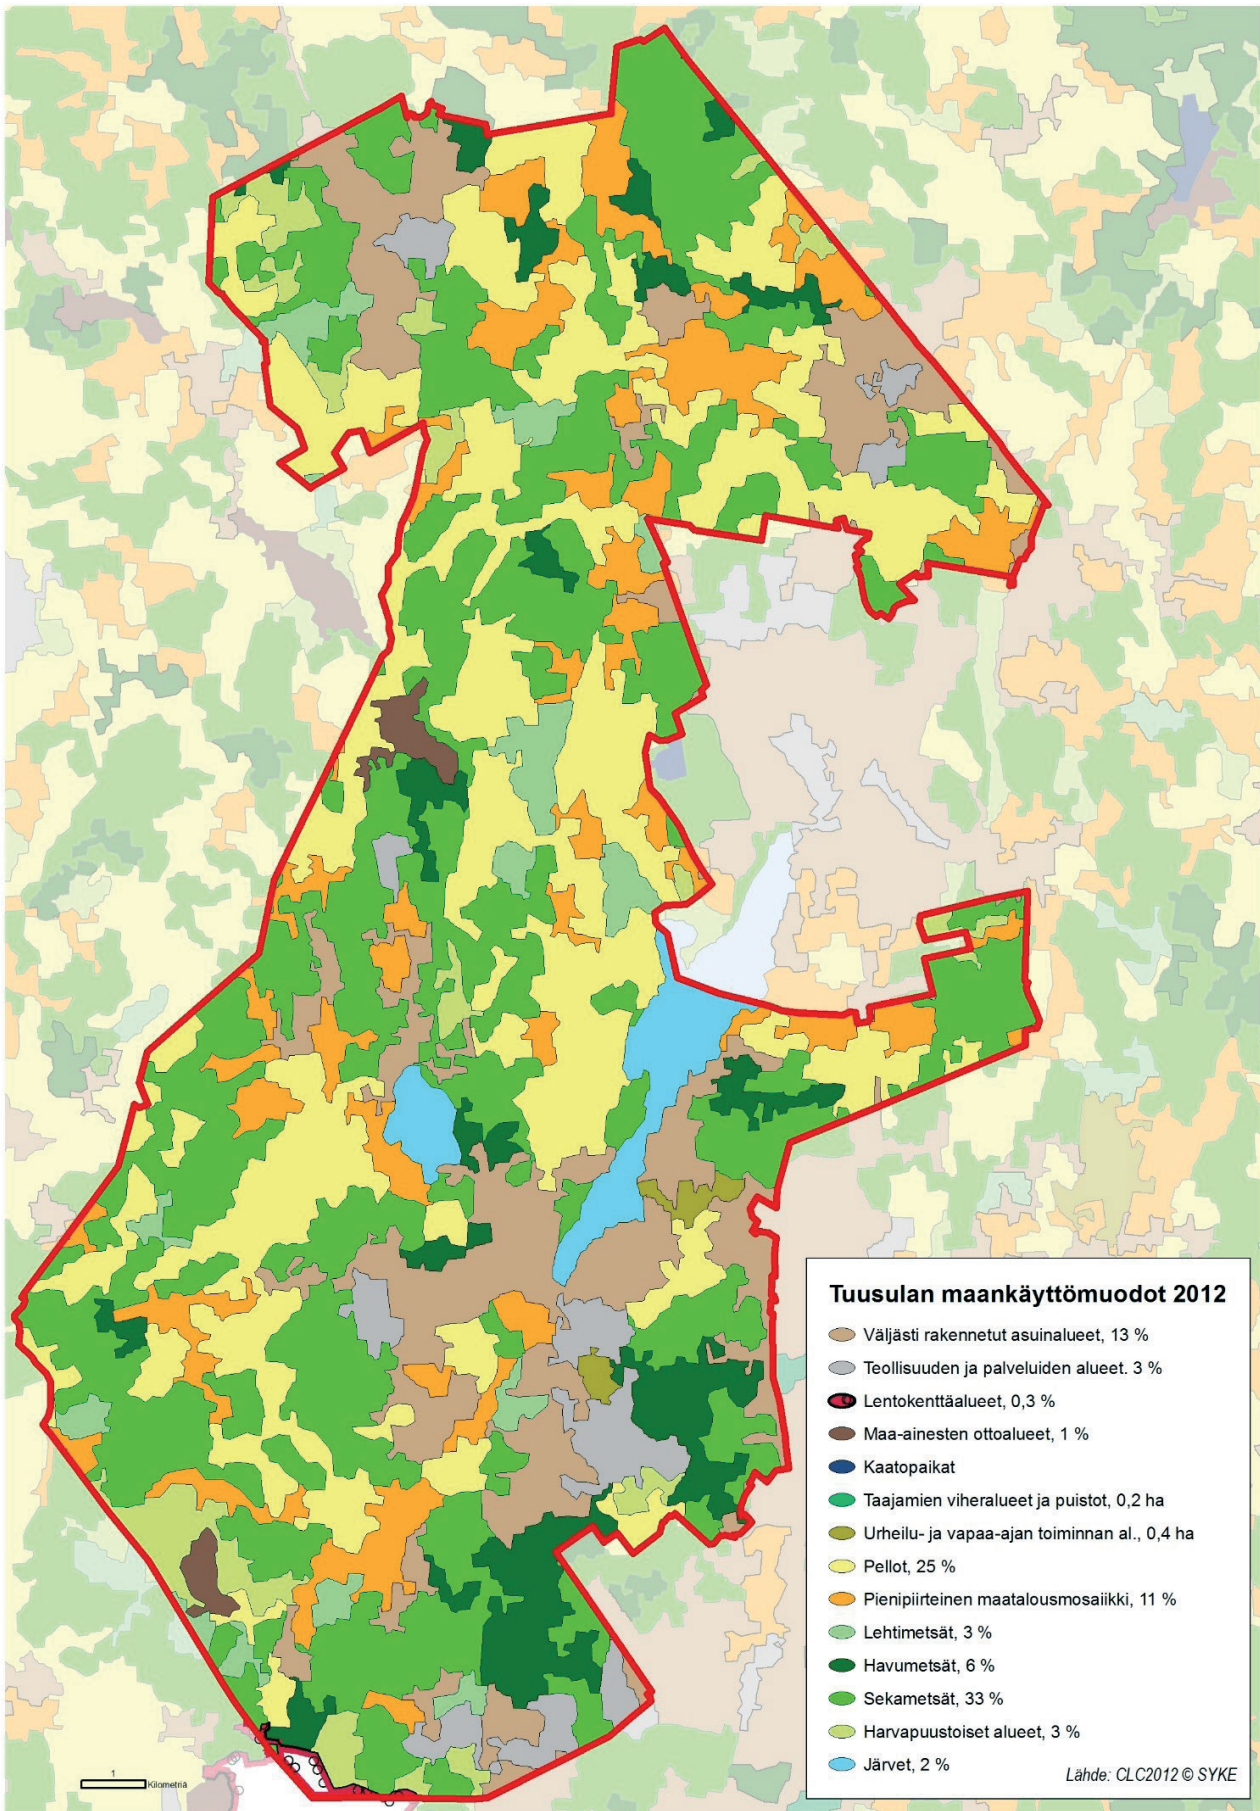 Tuusulan maankäyttömuodot 2012
Väljästi rakennetut asuinalueet, 13 %
Teollisuuden ja palveluiden alueet. 3 %
Lentokenttäalueet, 0,3 %
Maa-ainesten ottoalueet, 1 %
Kaatopaikat
Taajamien viheralueet ja puistot, 0,2 ha
Urheilu- ja vapaa-ajan toiminnan al., 0,4 ha
Pellot, 25 %
Pienipiirteinen maatalousmosaiikki, 11 %
Lehtimetsät, 3 %
Havumetsät, 6 %
Sekametsät, 33 %
Harvapuustoiset alueet, 3 %
Järvet, 2 %
Lähde: CLC2012 © SYKE
1
Kilometriä